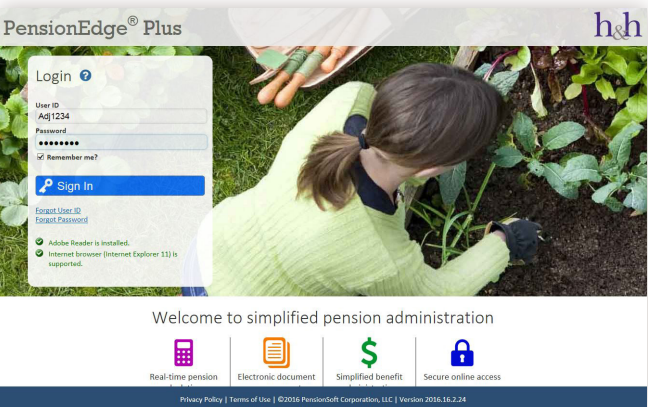 PensionEdge® Plus
h&h
Login ?
User ID
Adj1234
Password
••••••••
Remember me?
Sign In
Forgot User ID
Forgot Password
Adobe Reader is installed.
Internet browser (Internet Explorer 11) is
supported.
Welcome to simplified pension administration
Real-time pension
Electronic document
Simplified benefit
Secure online access
Privacy Policy | Terms of Use | ©2016 PensionSoft Corporation, LLC | Version 2016.16.2.24